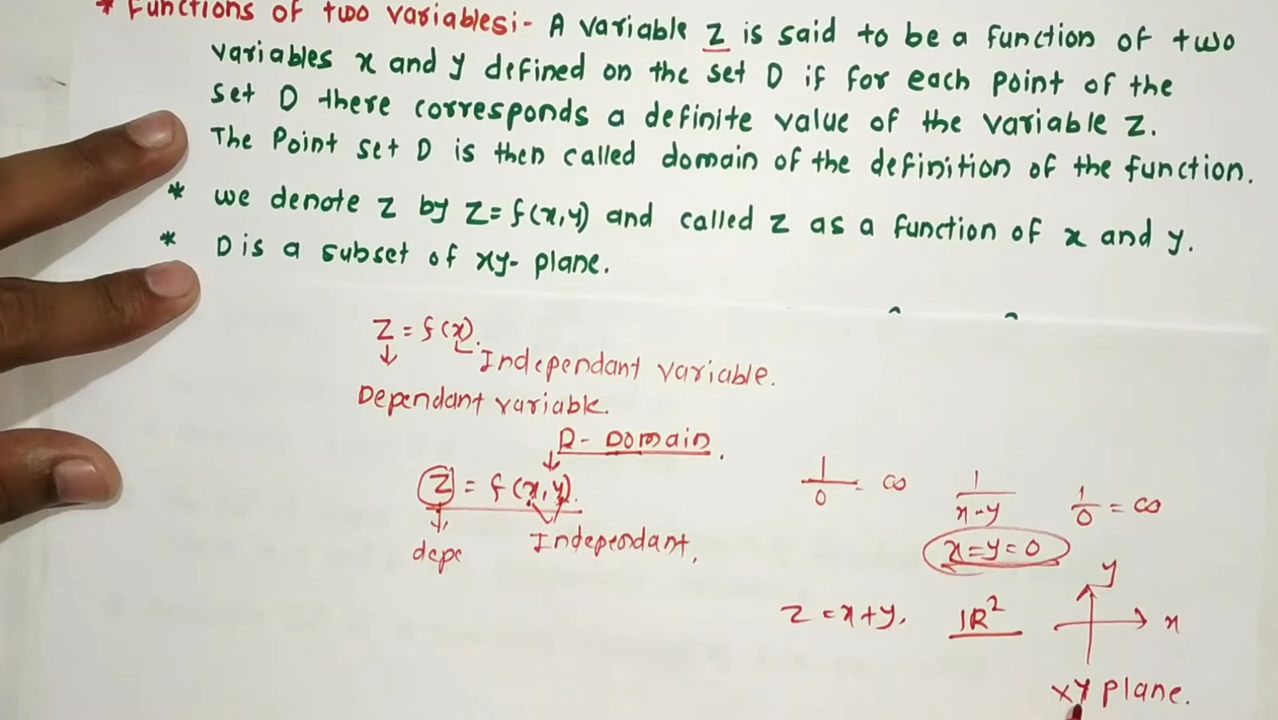 * Functions of two variables:- A variable z is said to be a function of two
variables x and y defined on the set D if for each point of the
set D there corresponds a definite value of the variable z.
The Point set D is then called domain of the definition of the function.
* we denote z by z=f(x,y) and called z as a function of x and y.
* D is a subset of xy-plane.
Z = f(x).
Independant variable.
Dependant variable.
D- Domain.
Z = f(x,y).
depe
Independant.
1/0 = ∞
1/x-y
1/0 = ∞
x=y=0
z = x+y. IR²
y
x
XY Plane.